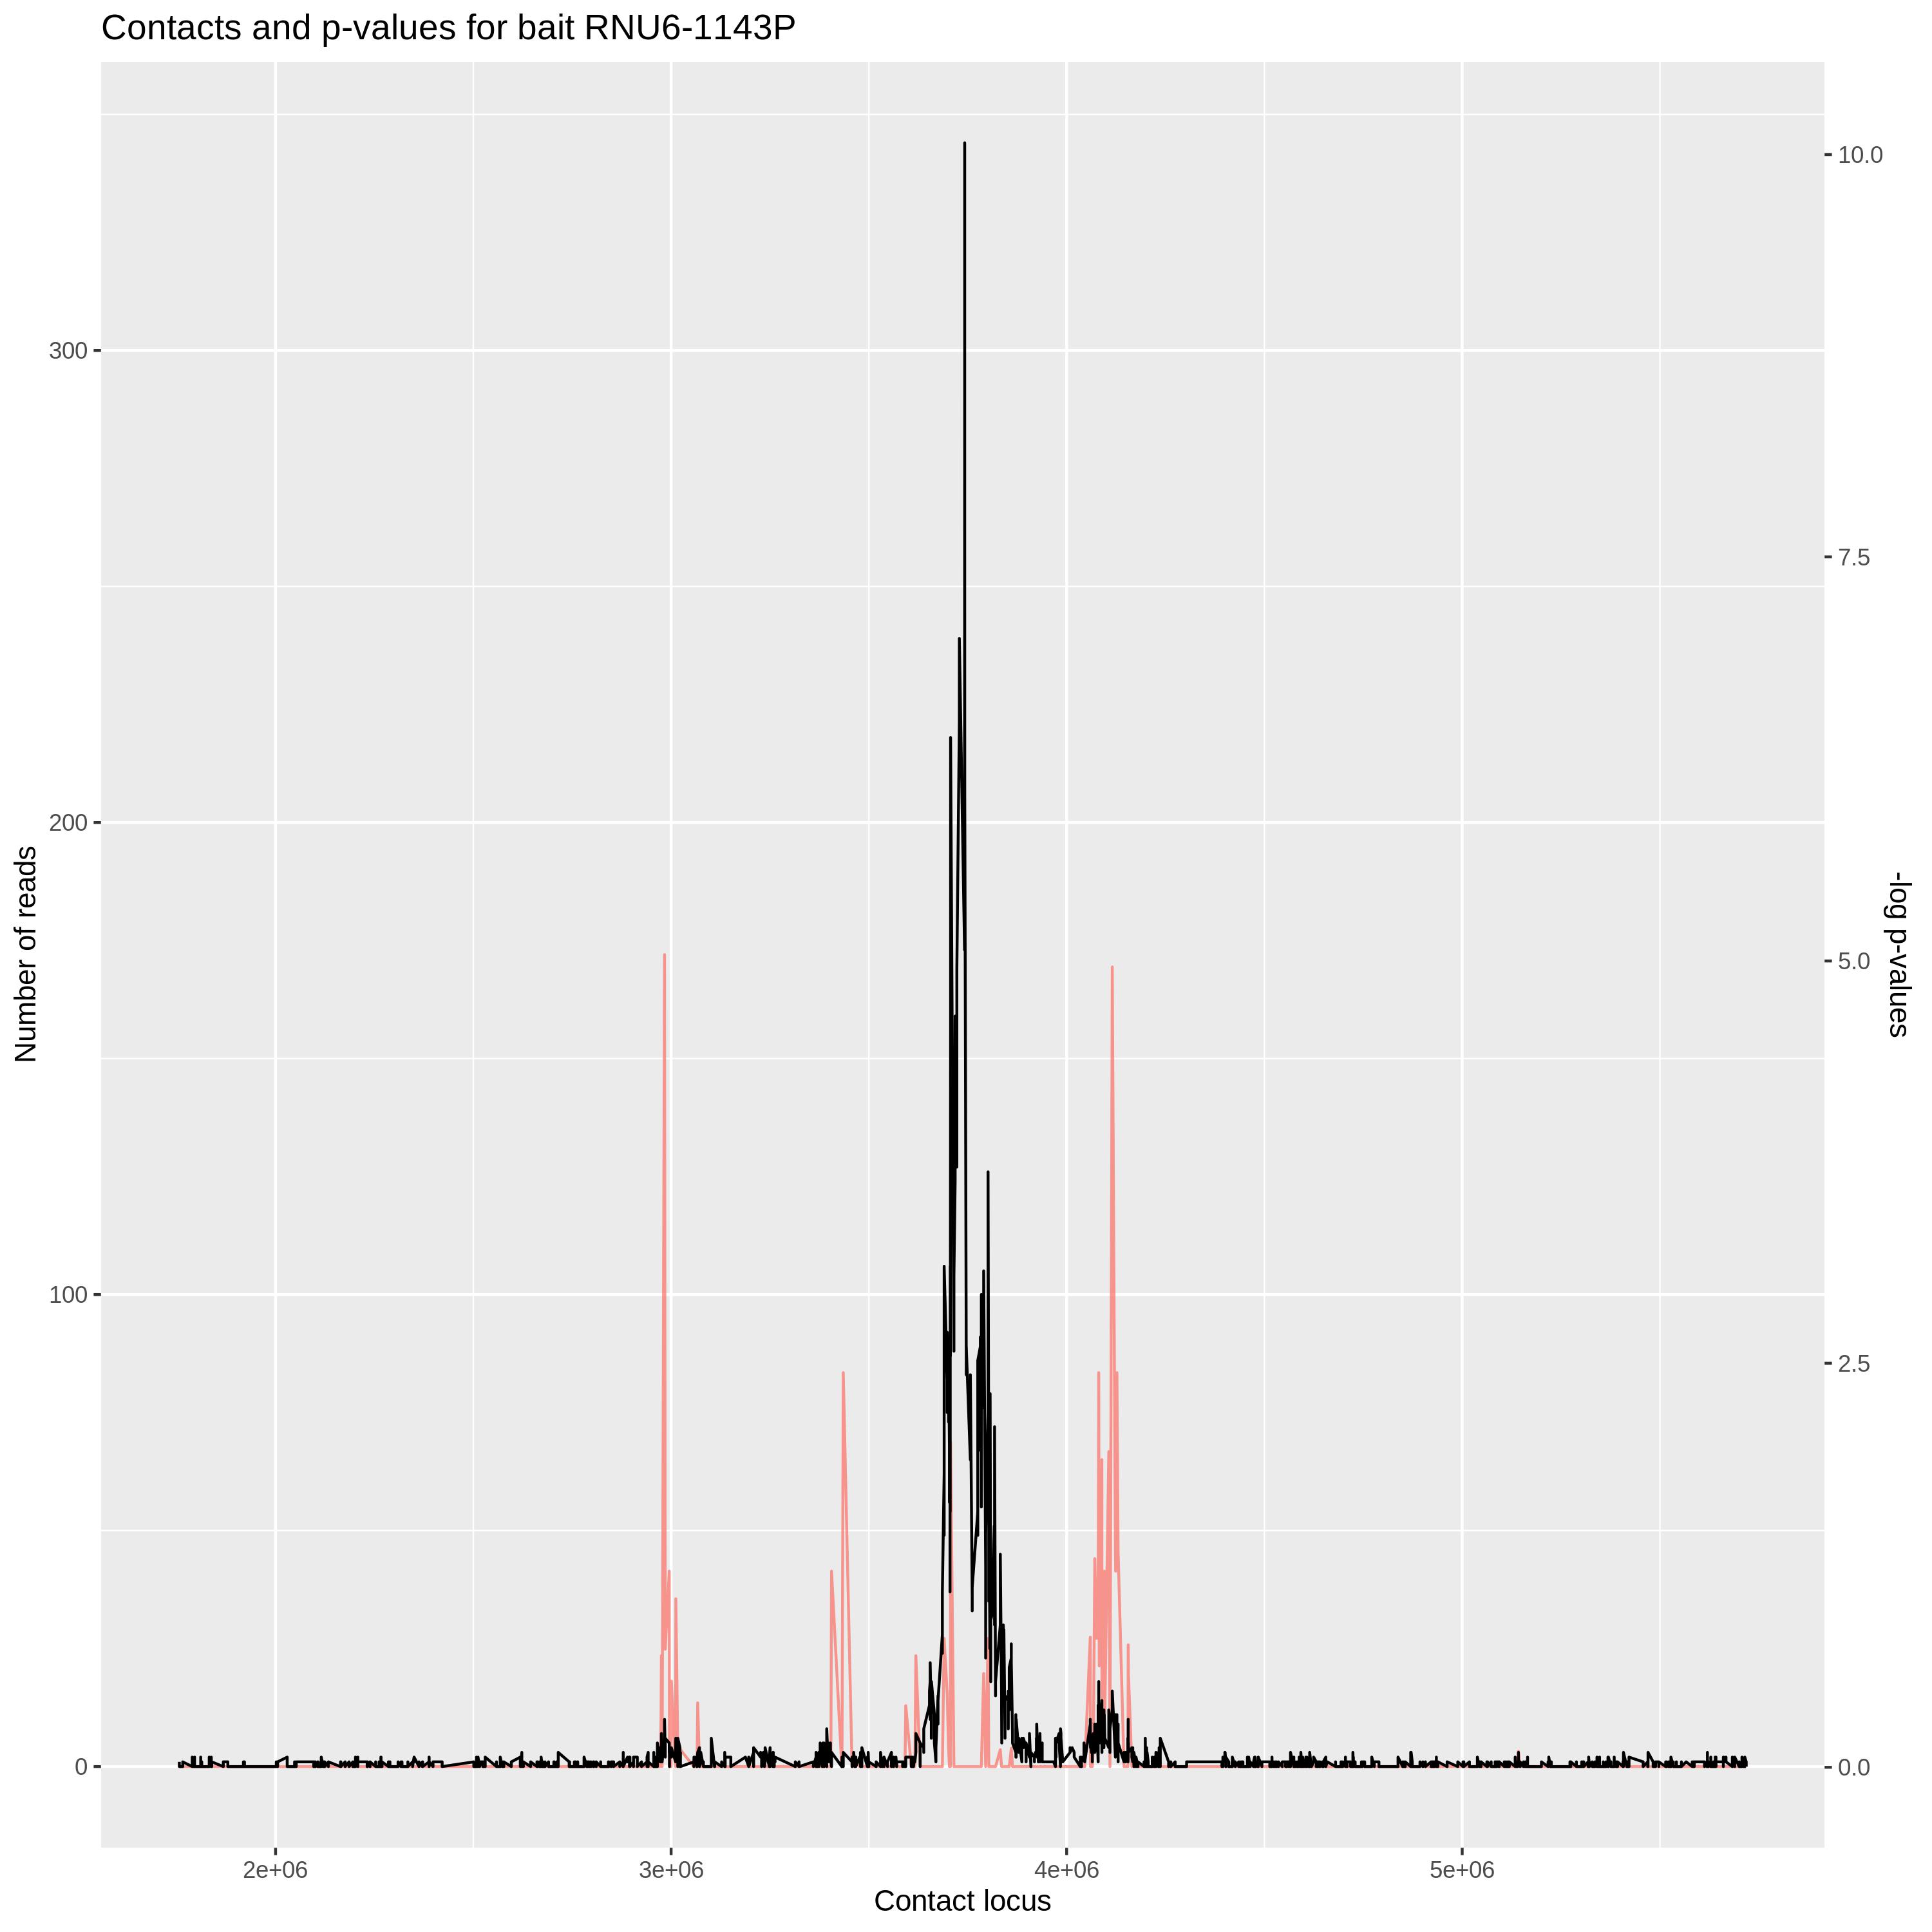 Contacts and p-values for bait RNU6-1143P
300
200
100
0
Number of reads
10.0
7.5
5.0
2.5
0.0
-log p-values
2e+06
3e+06
4e+06
5e+06
Contact locus